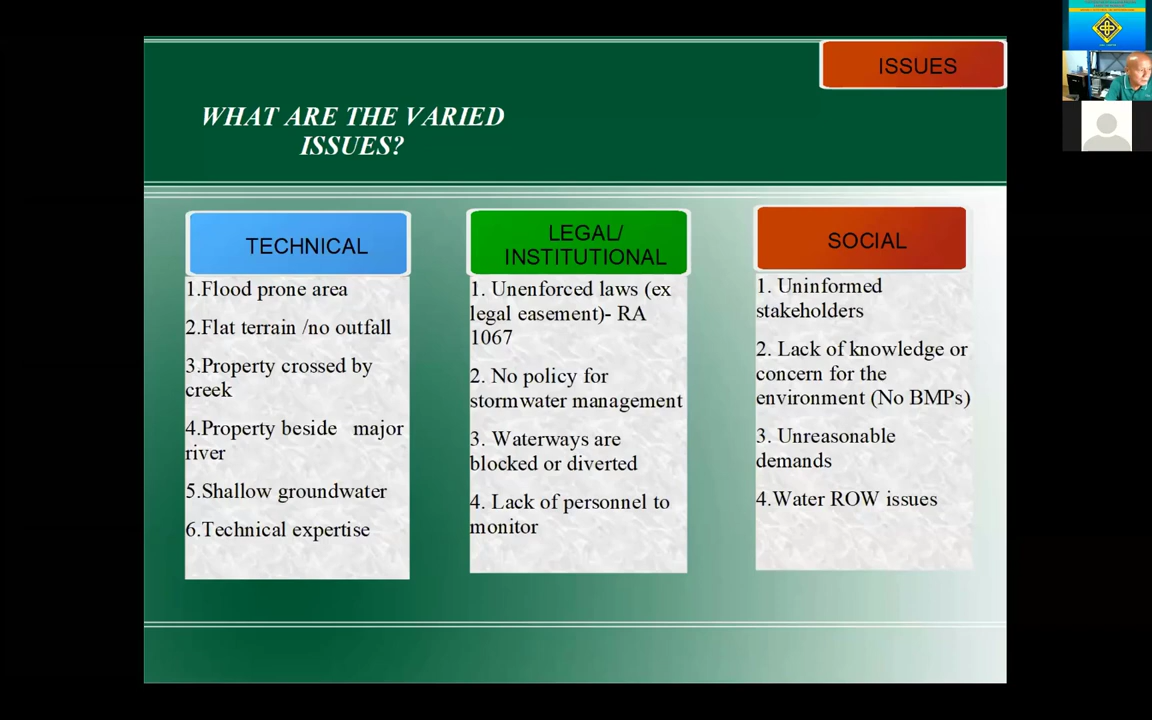 ISSUES
WHAT ARE THE VARIED
ISSUES?
TECHNICAL
1.Flood prone area
2.Flat terrain /no outfall
3.Property crossed by
creek
4.Property beside major
river
5.Shallow groundwater
6.Technical expertise
LEGAL/
INSTITUTIONAL
1. Unenforced laws (ex
legal easement)- RA
1067
2. No policy for
stormwater management
3. Waterways are
blocked or diverted
4. Lack of personnel to
monitor
SOCIAL
1. Uninformed
stakeholders
2. Lack of knowledge or
concern for the
environment (No BMPs)
3. Unreasonable
demands
4.Water ROW issues